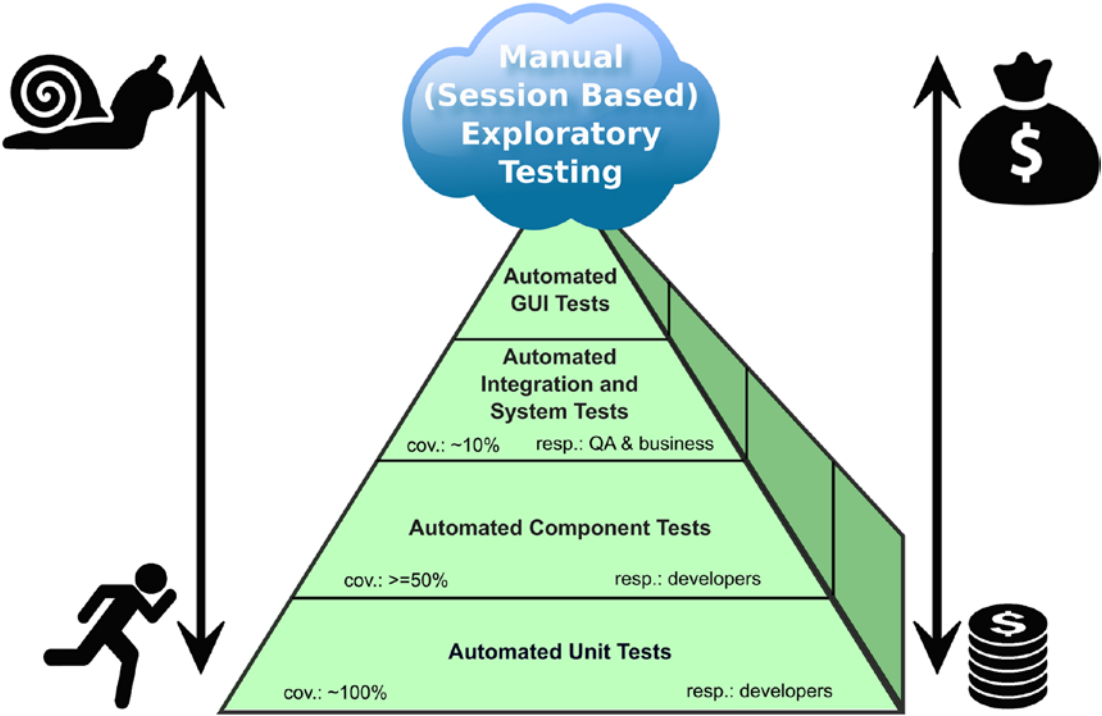 Manual
(Session Based)
Exploratory
Testing
Automated
GUI Tests
Automated
Integration and
System Tests
cov.: ~10% resp.: QA & business
Automated Component Tests
cov.: >=50% resp.: developers
Automated Unit Tests
cov.: ~100% resp.: developers
$
$